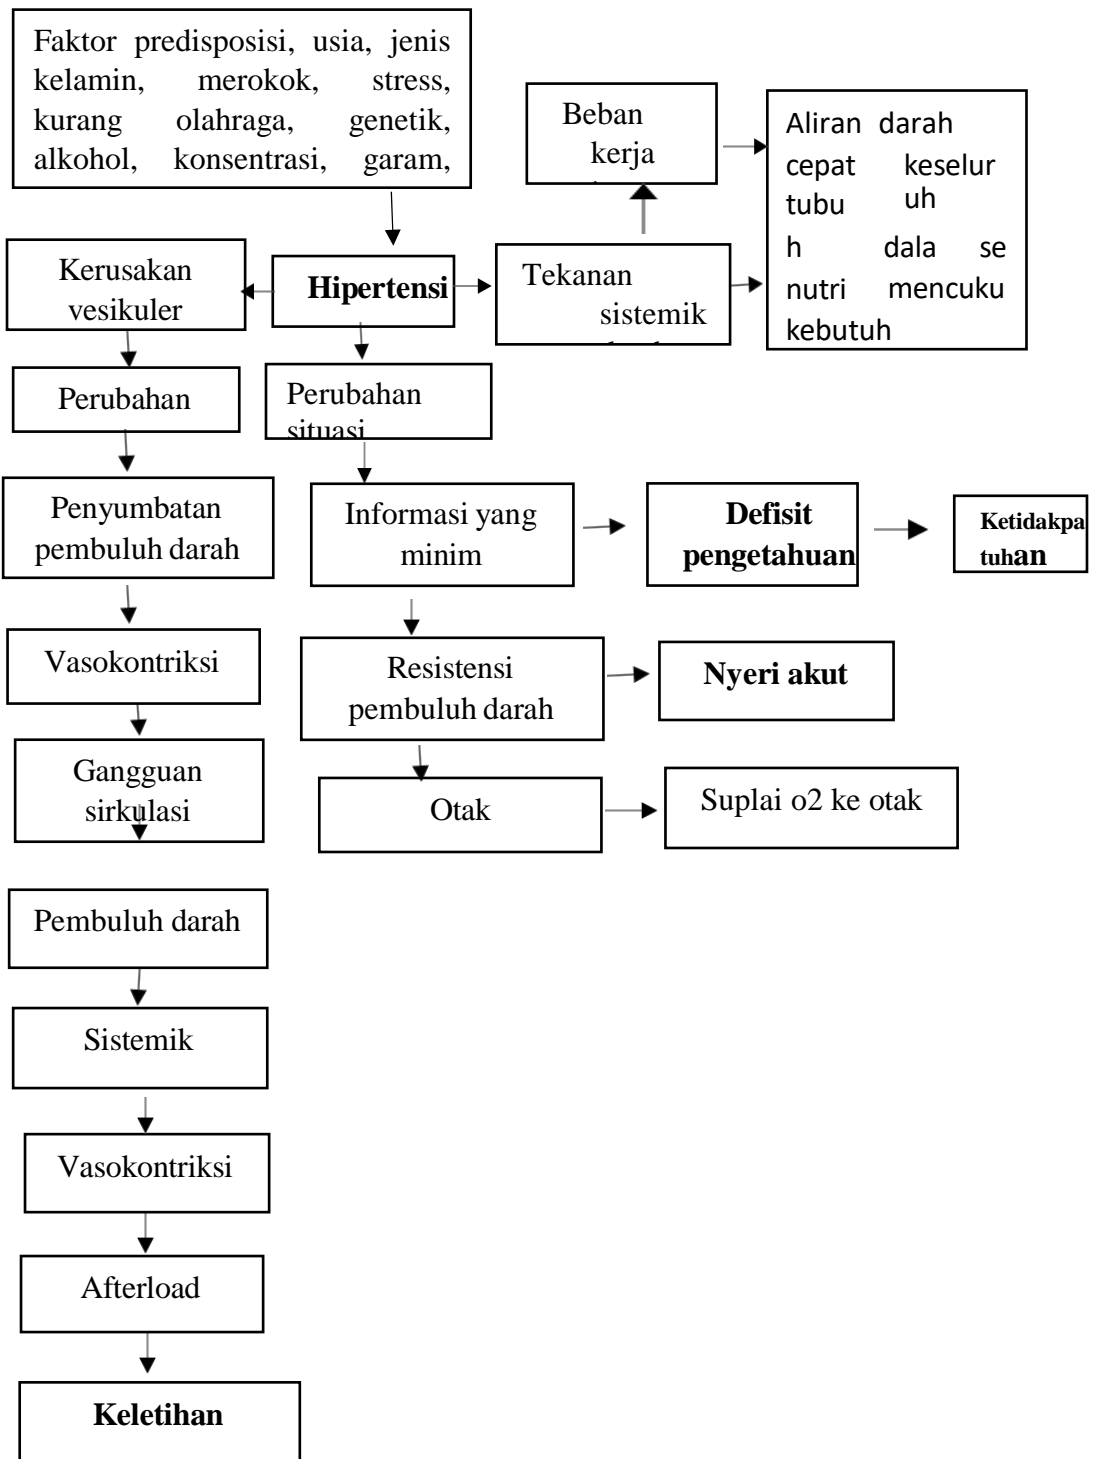 Faktor predisposisi, usia, jenis
kelamin, merokok, stress,
kurang olahraga, genetik,
alkohol, konsentrasi, garam,
Beban
kerja
Aliran darah
cepat keselur
tubu uh
h dala se
nutri mencuku
kebutuh
Kerusakan
vesikuler
Hipertensi
Tekanan
sistemik
Perubahan
Perubahan
situasi
Penyumbatan
pembuluh darah
Informasi yang
minim
Defisit
pengetahuan
Ketidakpa
tuhan
Vasokontriksi
Resistensi
pembuluh darah
Nyeri akut
Gangguan
sirkulasi
Otak
Suplai o2 ke otak
Pembuluh darah
Sistemik
Vasokontriksi
Afterload
Keletihan